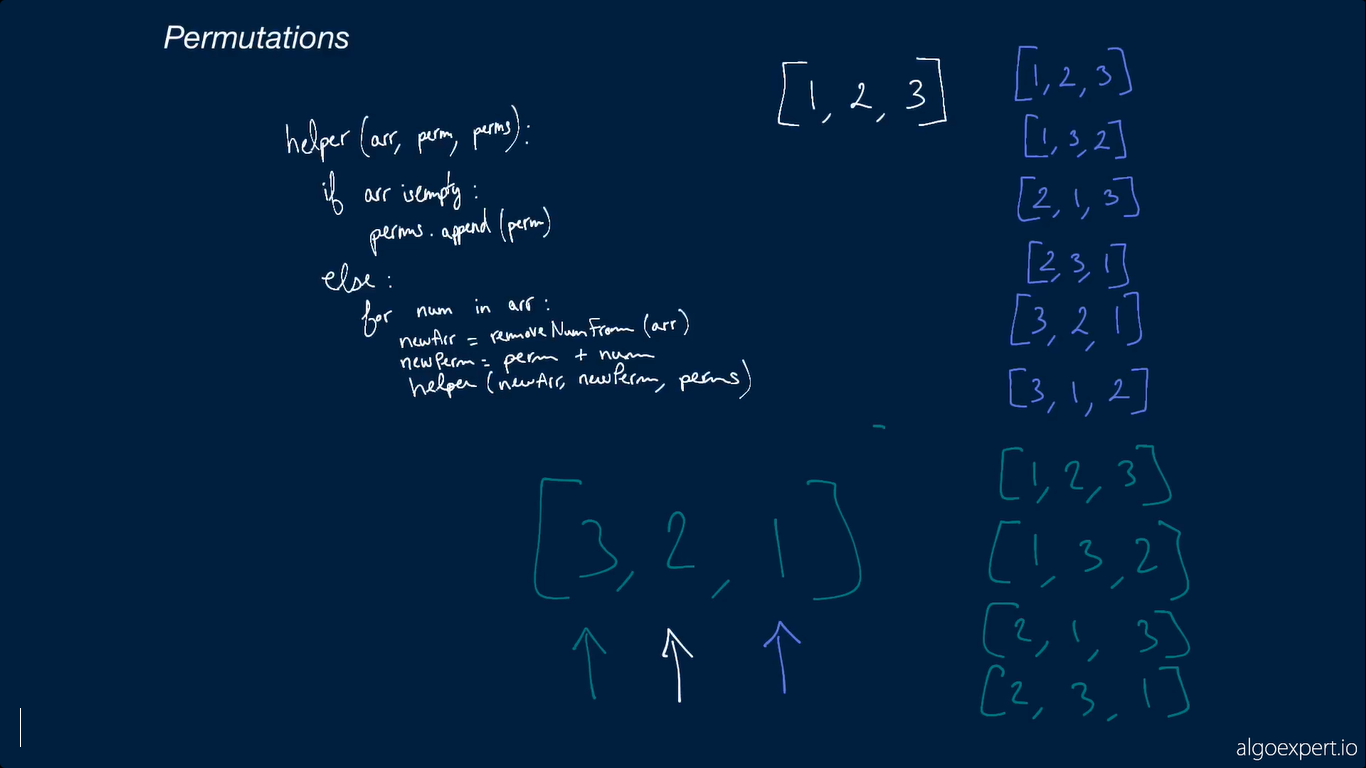 Permutations
helper (arr, perm, perms):
if arr isempty:
perms.append(perm)
else:
for num in arr:
newArr = removeNumFrom (arr)
newPerm = perm + num
helper (newArr, newPerm, perms)
[1, 2, 3]
[1, 2, 3]
[1, 3, 2]
[2, 1, 3]
[2, 3, 1]
[3, 2, 1]
[3, 1, 2]
[3, 2, 1]
[1, 2, 3]
[1, 3, 2]
[2, 1, 3]
[2, 3, 1]
algoexpert.io